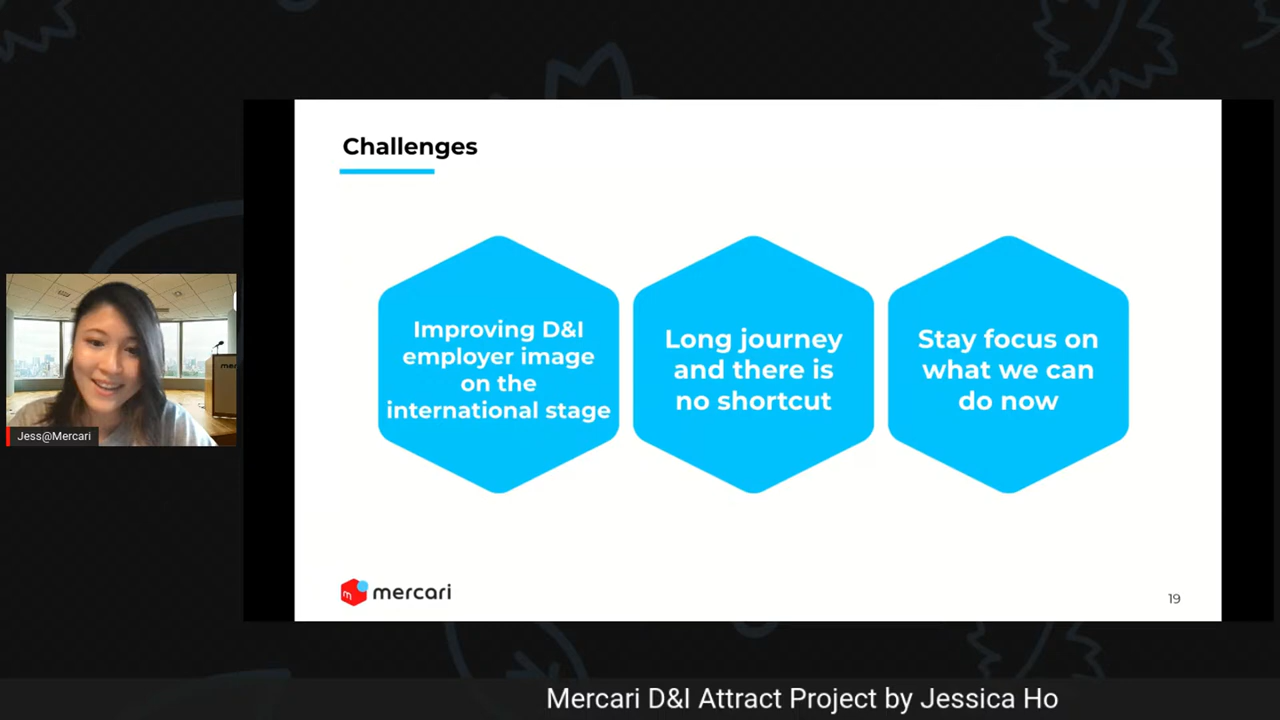 Challenges
Improving D&I
employer image
on the
international stage
Long journey
and there is
no shortcut
Stay focus on
what we can
do now
mercari
19
Jess@Mercari
Mercari D&I Attract Project by Jessica Ho